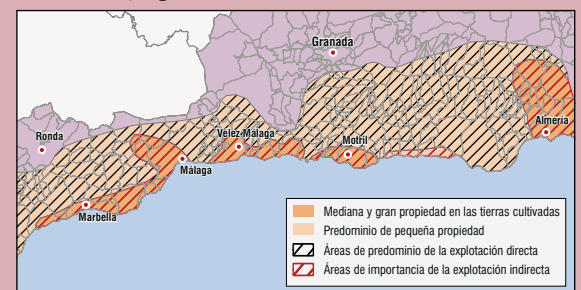 Granada
Ronda
Vélez Málaga
Motril
Almería
Málaga
Marbella
Mediana y gran propiedad en las tierras cultivadas
Predominio de pequeña propiedad
Áreas de predominio de la explotación directa
Áreas de importancia de la explotación indirecta